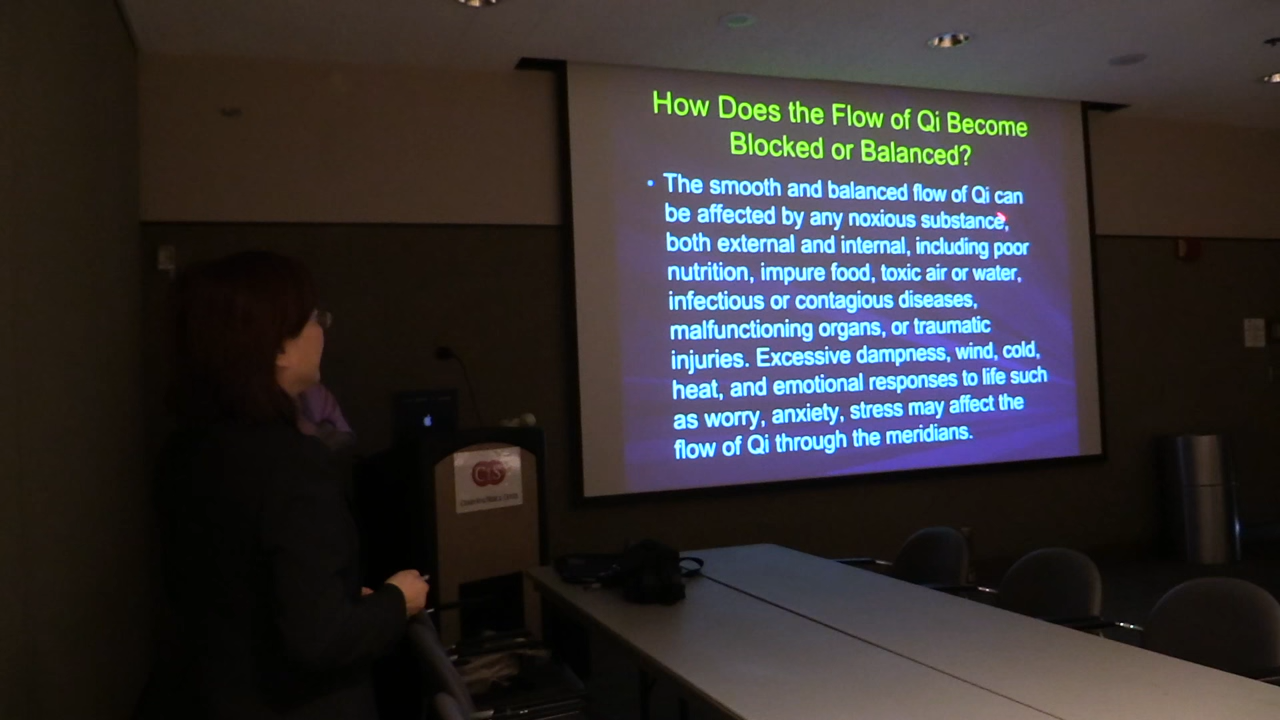 How Does the Flow of Qi Become
Blocked or Balanced?
• The smooth and balanced flow of Qi can
be affected by any noxious substance,
both external and internal, including poor
nutrition, impure food, toxic air or water,
infectious or contagious diseases,
malfunctioning organs, or traumatic
injuries. Excessive dampness, wind, cold,
heat, and emotional responses to life such
as worry, anxiety, stress may affect the
flow of Qi through the meridians.